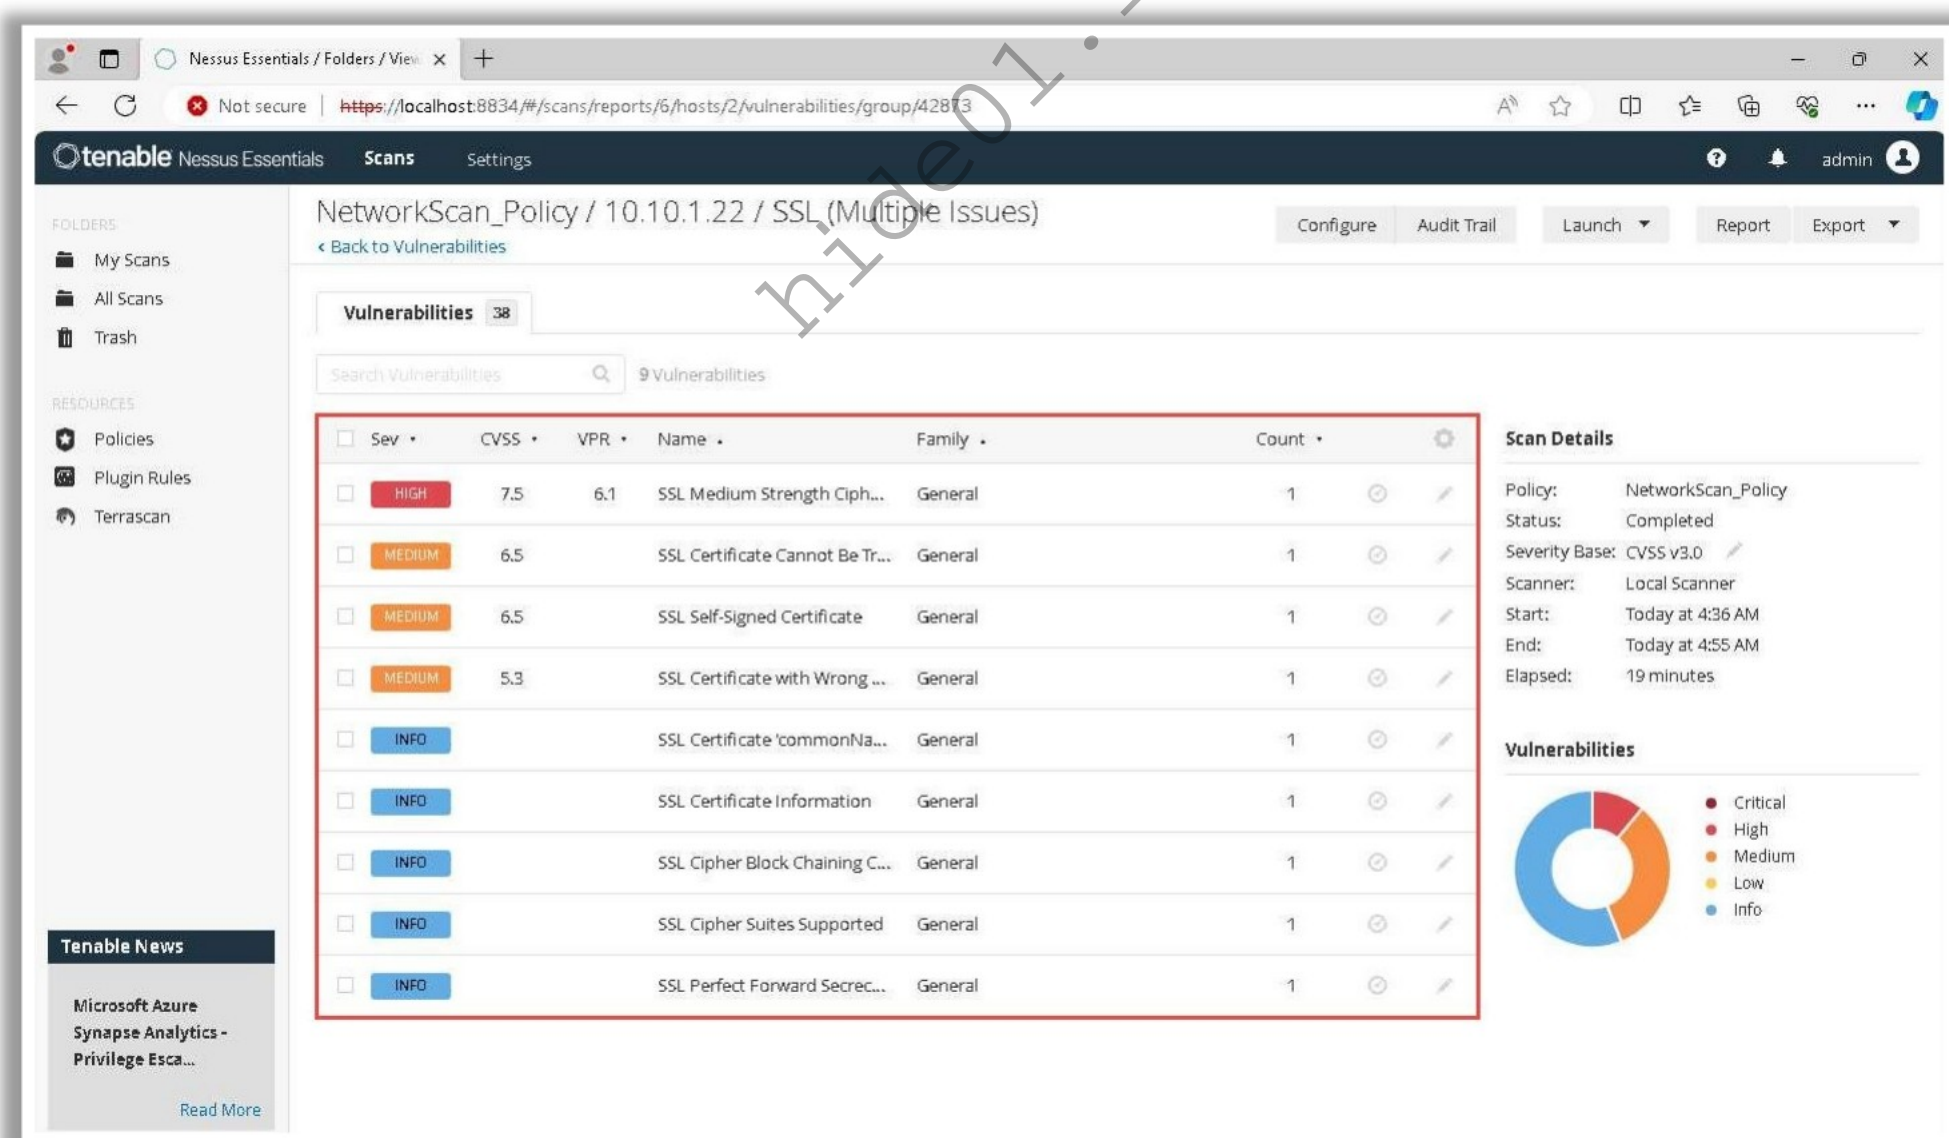 Nessus Essentials / Folders / View
Not secure | https://localhost:8834/#/scans/reports/6/hosts/2/vulnerabilities/group/42873
tenable Nessus Essentials Scans Settings admin
FOLDERS
My Scans
All Scans
Trash
RESOURCES
Policies
Plugin Rules
Terrascan
Tenable News
Microsoft Azure
Synapse Analytics -
Privilege Esca...
Read More
NetworkScan_Policy / 10.10.1.22 / SSL (Multiple Issues)
< Back to Vulnerabilities
Configure Audit Trail Launch Report Export
Vulnerabilities 38
Search Vulnerabilities 9 Vulnerabilities
Sev CVSS VPR Name Family Count
HIGH 7.5 6.1 SSL Medium Strength Ciph... General 1
MEDIUM 6.5 SSL Certificate Cannot Be Tr... General 1
MEDIUM 6.5 SSL Self-Signed Certificate General 1
MEDIUM 5.3 SSL Certificate with Wrong ... General 1
INFO SSL Certificate 'commonNa... General 1
INFO SSL Certificate Information General 1
INFO SSL Cipher Block Chaining C... General 1
INFO SSL Cipher Suites Supported General 1
INFO SSL Perfect Forward Secrec... General 1
Scan Details
Policy: NetworkScan_Policy
Status: Completed
Severity Base: CVSS v3.0
Scanner: Local Scanner
Start: Today at 4:36 AM
End: Today at 4:55 AM
Elapsed: 19 minutes
Vulnerabilities
Critical
High
Medium
Low
Info
hide01.